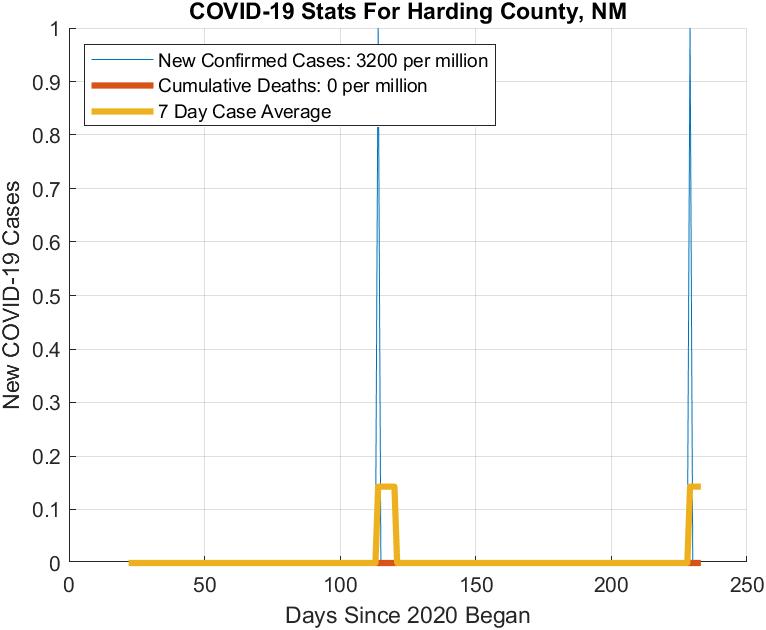 COVID-19 Stats For Harding County, NM
1
New Confirmed Cases: 3200 per million
0.9
Cumulative Deaths: 0 per million
7 Day Case Average
0.8
0.7
0.6
0.5
0.4
0.3
0.2
0.1
0
New COVID-19 Cases
0 50 100 150 200 250
Days Since 2020 Began